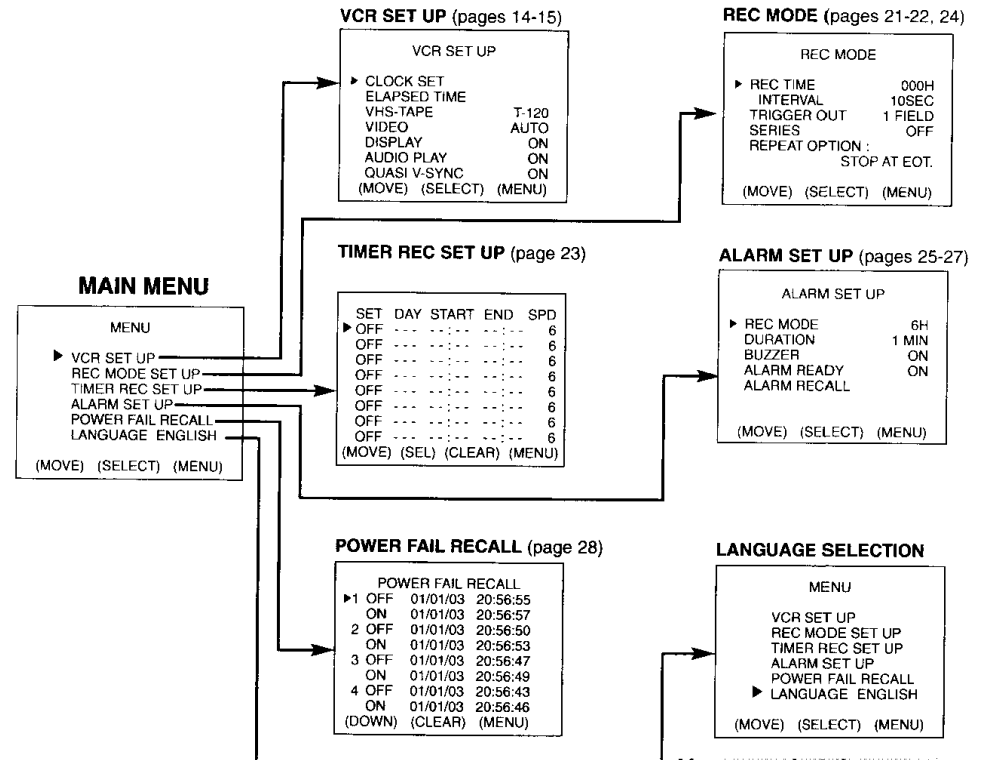 VCR SET UP (pages 14-15)
VCR SET UP
CLOCK SET
ELAPSED TIME
VHS-TAPE T-120
VIDEO AUTO
DISPLAY ON
AUDIO PLAY ON
QUASI V-SYNC ON
(MOVE) (SELECT) (MENU)
REC MODE (pages 21-22, 24)
REC MODE
REC TIME 000H
INTERVAL 10SEC
TRIGGER OUT 1 FIELD
SERIES OFF
REPEAT OPTION :
STOP AT EOT.
(MOVE) (SELECT) (MENU)
MAIN MENU
MENU
VCR SET UP
REC MODE SET UP
TIMER REC SET UP
ALARM SET UP
POWER FAIL RECALL
LANGUAGE ENGLISH
(MOVE) (SELECT) (MENU)
TIMER REC SET UP (page 23)
SET DAY START END SPD
OFF --- --:-- --:-- 6
OFF --- --:-- --:-- 6
OFF --- --:-- --:-- 6
OFF --- --:-- --:-- 6
OFF --- --:-- --:-- 6
OFF --- --:-- --:-- 6
OFF --- --:-- --:-- 6
OFF --- --:-- --:-- 6
(MOVE) (SEL) (CLEAR) (MENU)
ALARM SET UP (pages 25-27)
ALARM SET UP
REC MODE 6H
DURATION 1 MIN
BUZZER ON
ALARM READY ON
ALARM RECALL
(MOVE) (SELECT) (MENU)
POWER FAIL RECALL (page 28)
POWER FAIL RECALL
1 OFF 01/01/03 20:56:55
ON 01/01/03 20:56:57
2 OFF 01/01/03 20:56:50
ON 01/01/03 20:56:53
3 OFF 01/01/03 20:56:47
ON 01/01/03 20:56:49
4 OFF 01/01/03 20:56:43
ON 01/01/03 20:56:46
(DOWN) (CLEAR) (MENU)
LANGUAGE SELECTION
MENU
VCR SET UP
REC MODE SET UP
TIMER REC SET UP
ALARM SET UP
POWER FAIL RECALL
LANGUAGE ENGLISH
(MOVE) (SELECT) (MENU)